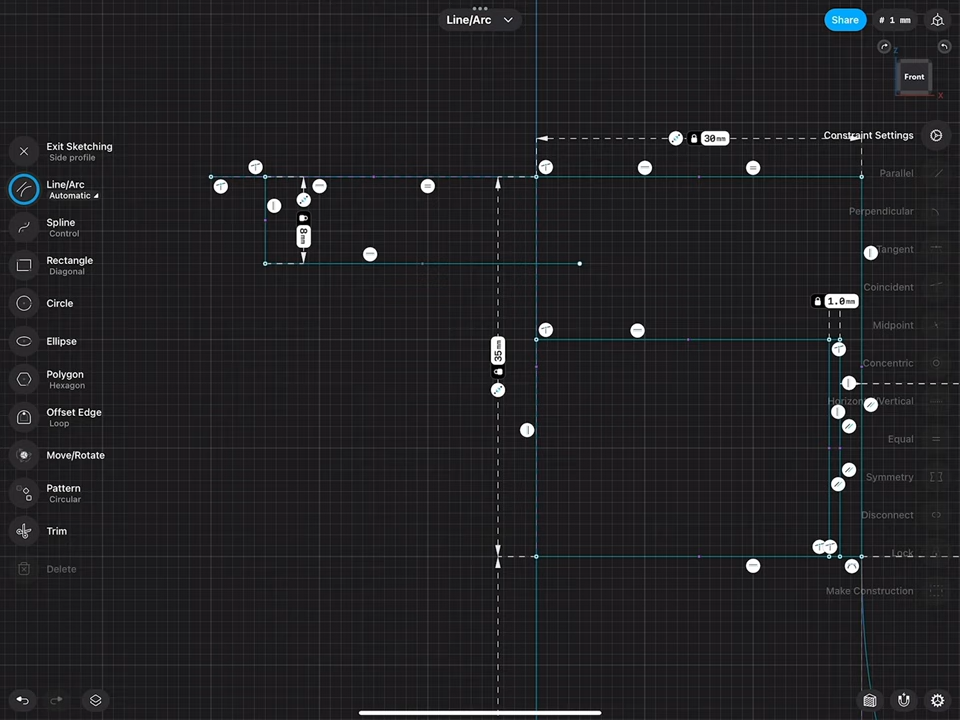 Line/Arc
Share
# 1 mm
Z
Front
X
30 mm
Constraint Settings
Exit Sketching
Side profile
Line/Arc
Automatic
Spline
Control
Rectangle
Diagonal
Circle
Ellipse
Polygon
Hexagon
Offset Edge
Loop
Move/Rotate
Pattern
Circular
Trim
Delete
8 mm
35 mm
1.0 mm
Parallel
Perpendicular
Tangent
Coincident
Midpoint
Concentric
Horizontal/Vertical
Equal
Symmetry
Disconnect
Lock
Make Construction